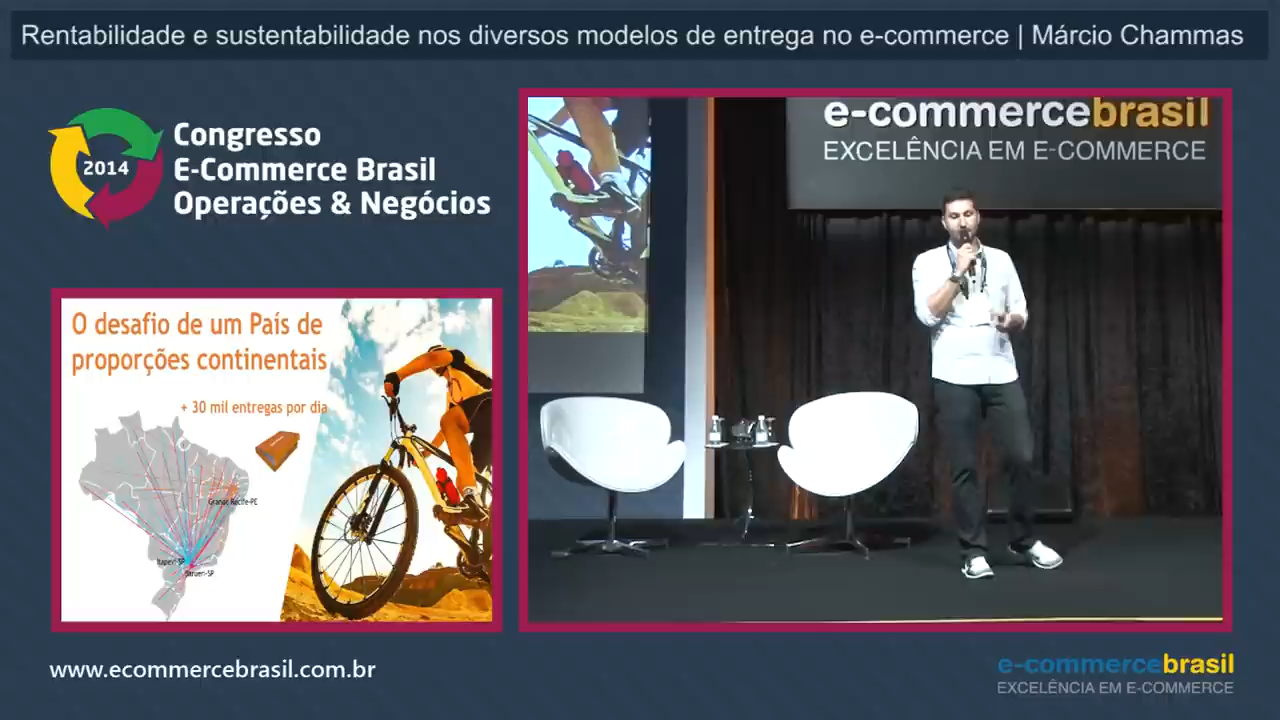 Rentabilidade e sustentabilidade nos diversos modelos de entrega no e-commerce | Márcio Chammas
2014
Congresso
E-Commerce Brasil
Operações & Negócios
e-commercebrasil
EXCELÊNCIA EM E-COMMERCE
O desafio de um País de
proporções continentais
+ 30 mil entregas por dia
Recife-PE
Itapevi-SP
Barueri-SP
www.ecommercebrasil.com.br
e-commercebrasil
EXCELÊNCIA EM E-COMMERCE